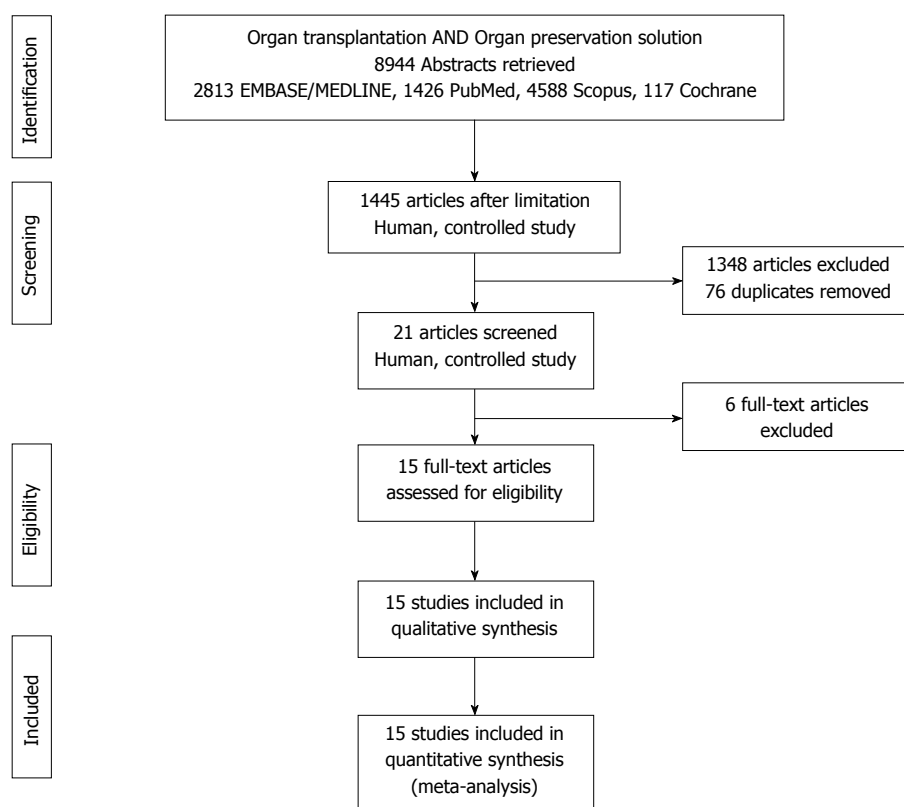 Identification
Organ transplantation AND Organ preservation solution
8944 Abstracts retrieved
2813 EMBASE/MEDLINE, 1426 PubMed, 4588 Scopus, 117 Cochrane
Screening
1445 articles after limitation
Human, controlled study
1348 articles excluded
76 duplicates removed
21 articles screened
Human, controlled study
6 full-text articles
excluded
Eligibility
15 full-text articles
assessed for eligibility
15 studies included in
qualitative synthesis
Included
15 studies included in
quantitative synthesis
(meta-analysis)